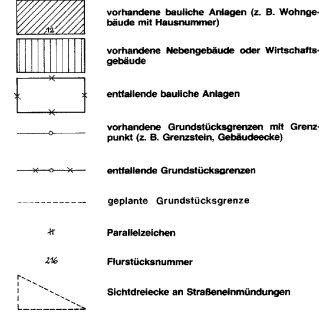 vorhandene bauliche Anlagen (z. B. Wohnge-
bäude mit Hausnummer)
12
vorhandene Nebengebäude oder Wirtschafts-
gebäude
entfallende bauliche Anlagen
vorhandene Grundstücksgrenzen mit Grenz-
punkt (z. B. Grenzstein, Gebäudeecke)
entfallende Grundstücksgrenzen
geplante Grundstücksgrenze
Parallelzeichen
216 Flurstücksnummer
Sichtdreiecke an Straßeneinmündungen